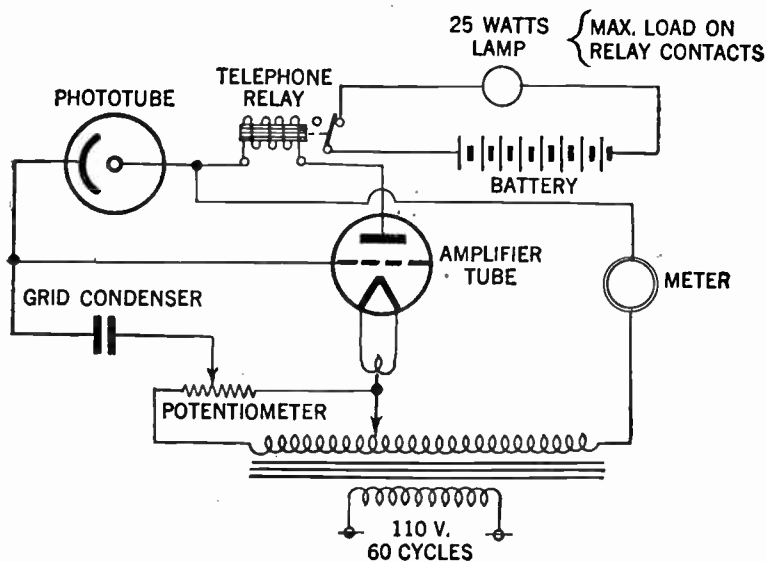 25 WATTS
LAMP
MAX. LOAD ON
RELAY CONTACTS
TELEPHONE
RELAY
PHOTOTUBE
BATTERY
AMPLIFIER
TUBE
METER
GRID CONDENSER
POTENTIOMETER
110 V.
60 CYCLES